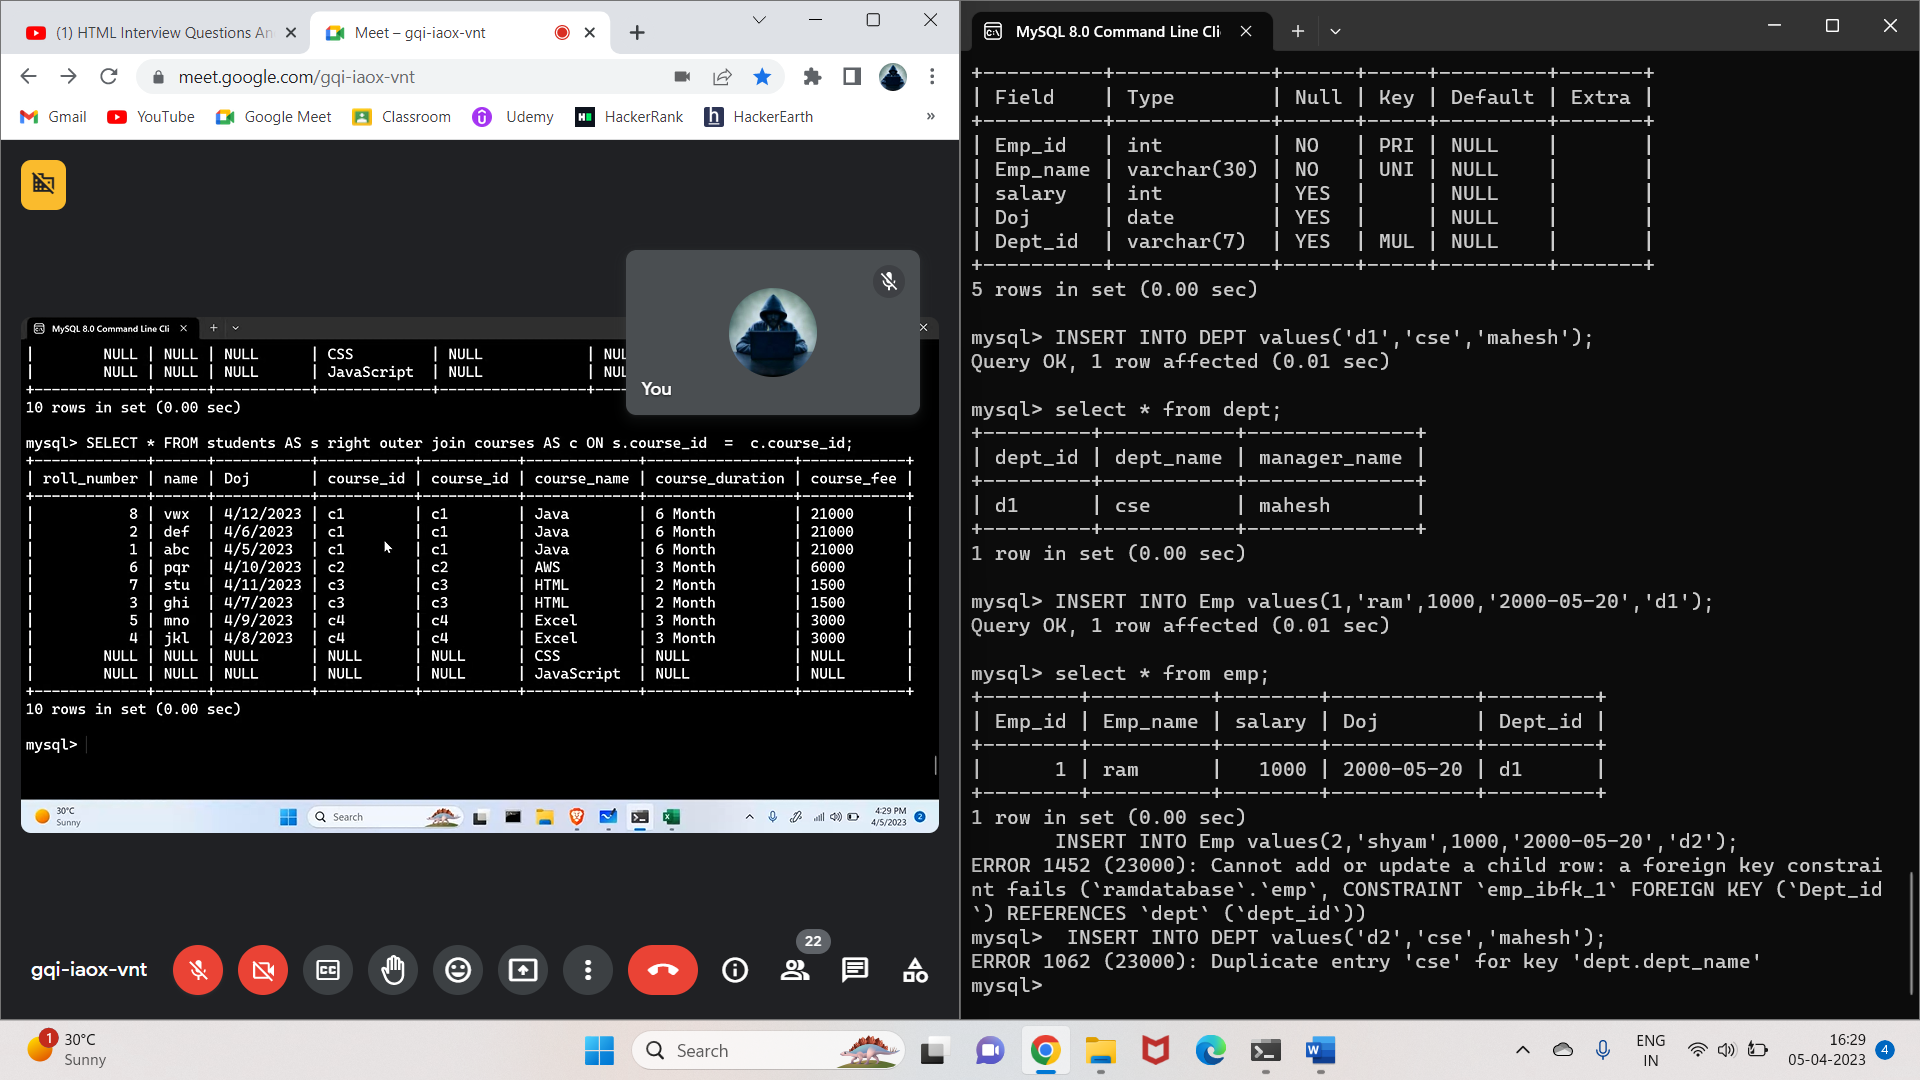 (1) HTML Interview Questions An
Meet – gqi-iaox-vnt
meet.google.com/gqi-iaox-vnt
Gmail
YouTube
Google Meet
Classroom
Udemy
HackerRank
HackerEarth
»
You
MySQL 8.0 Command Line Cli
| NULL | NULL | NULL | CSS | NULL | NUL
| NULL | NULL | NULL | JavaScript | NULL | NUL
10 rows in set (0.00 sec)
mysql> SELECT * FROM students AS s right outer join courses AS c ON s.course_id = c.course_id;
| roll_number | name | Doj | course_id | course_id | course_name | course_duration | course_fee |
| 8 | vwx | 4/12/2023 | c1 | c1 | Java | 6 Month | 21000 |
| 2 | def | 4/6/2023 | c1 | c1 | Java | 6 Month | 21000 |
| 1 | abc | 4/5/2023 | c1 | c1 | Java | 6 Month | 21000 |
| 6 | pqr | 4/10/2023 | c2 | c2 | AWS | 3 Month | 6000 |
| 7 | stu | 4/11/2023 | c3 | c3 | HTML | 2 Month | 1500 |
| 3 | ghi | 4/7/2023 | c3 | c3 | HTML | 2 Month | 1500 |
| 5 | mno | 4/9/2023 | c4 | c4 | Excel | 3 Month | 3000 |
| 4 | jkl | 4/8/2023 | c4 | c4 | Excel | 3 Month | 3000 |
| NULL | NULL | NULL | NULL | NULL | CSS | NULL | NULL |
| NULL | NULL | NULL | NULL | NULL | JavaScript | NULL | NULL |
10 rows in set (0.00 sec)
mysql>
30°C
Sunny
Search
4:29 PM
4/5/2023
2
gqi-iaox-vnt
22
MySQL 8.0 Command Line Cli
| Field | Type | Null | Key | Default | Extra |
| Emp_id | int | NO | PRI | NULL | |
| Emp_name | varchar(30) | NO | UNI | NULL | |
| salary | int | YES | | NULL | |
| Doj | date | YES | | NULL | |
| Dept_id | varchar(7) | YES | MUL | NULL | |
5 rows in set (0.00 sec)
mysql> INSERT INTO DEPT values('d1','cse','mahesh');
Query OK, 1 row affected (0.01 sec)
mysql> select * from dept;
| dept_id | dept_name | manager_name |
| d1 | cse | mahesh |
1 row in set (0.00 sec)
mysql> INSERT INTO Emp values(1,'ram',1000,'2000-05-20','d1');
Query OK, 1 row affected (0.01 sec)
mysql> select * from emp;
| Emp_id | Emp_name | salary | Doj | Dept_id |
| 1 | ram | 1000 | 2000-05-20 | d1 |
1 row in set (0.00 sec)
INSERT INTO Emp values(2,'shyam',1000,'2000-05-20','d2');
ERROR 1452 (23000): Cannot add or update a child row: a foreign key constrai
nt fails (`ramdatabase`.`emp`, CONSTRAINT `emp_ibfk_1` FOREIGN KEY (`Dept_id
`) REFERENCES `dept` (`dept_id`))
mysql>  INSERT INTO DEPT values('d2','cse','mahesh');
ERROR 1062 (23000): Duplicate entry 'cse' for key 'dept.dept_name'
mysql>
1
30°C
Sunny
Search
ENG
IN
16:29
05-04-2023
4